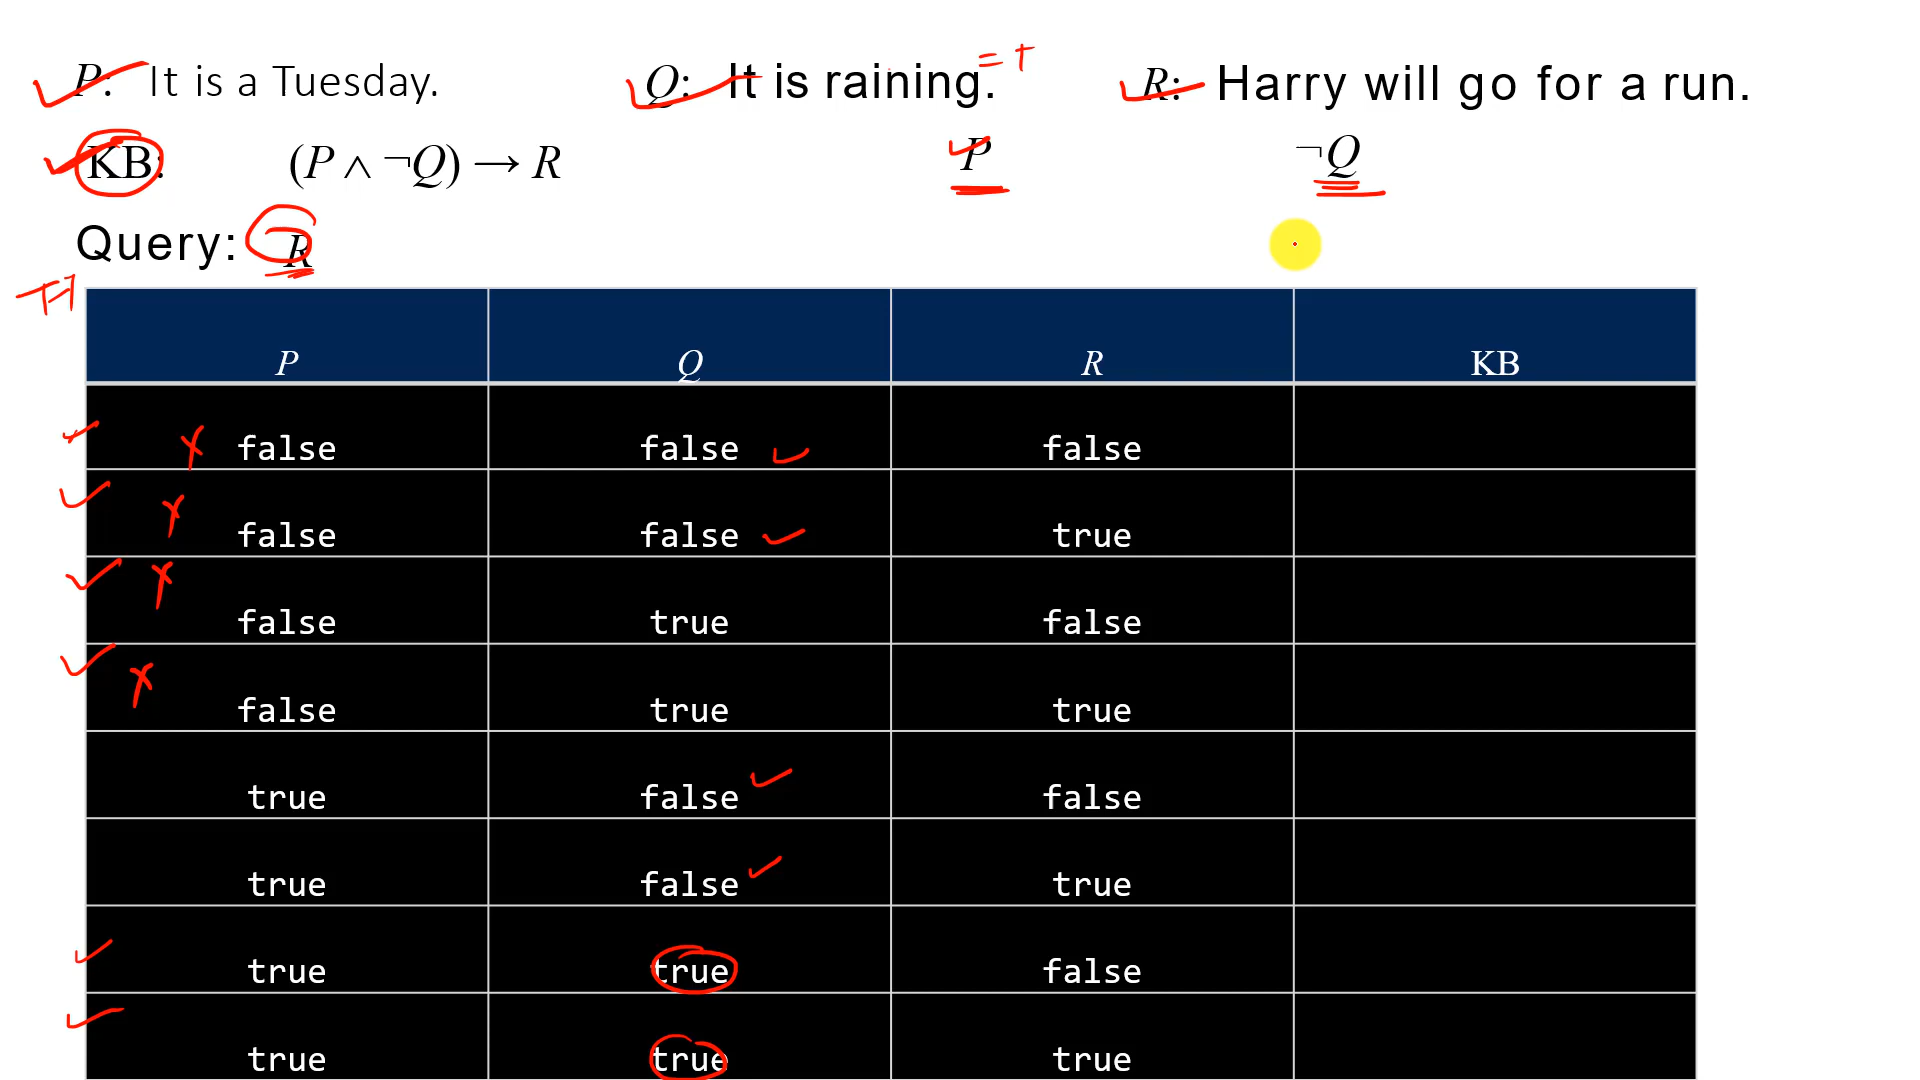 P: It is a Tuesday. Q: It is raining. = T R: Harry will go for a run.
KB: (P ∧ ¬Q) → R P ¬Q
Query: R
P Q R KB
false false false
false false true
false true false
false true true
true false false
true false true
true true false
true true true